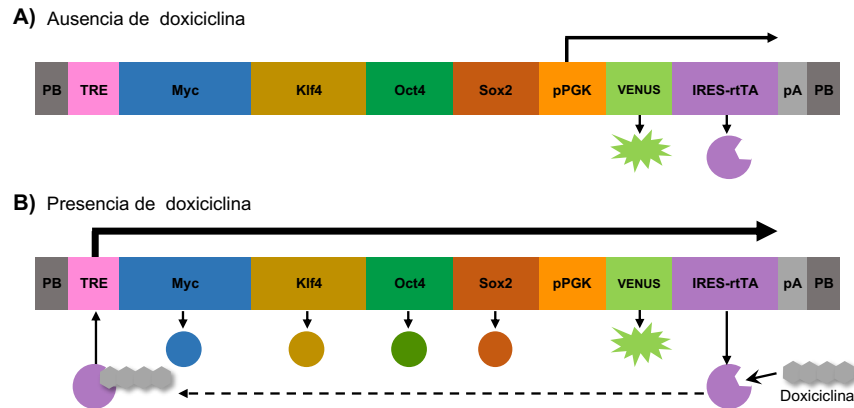 A) Ausencia de doxiciclina
PB TRE Myc Klf4 Oct4 Sox2 pPGK VENUS IRES-rtTA pA PB
B) Presencia de doxiciclina
PB TRE Myc Klf4 Oct4 Sox2 pPGK VENUS IRES-rtTA pA PB
Doxiciclina